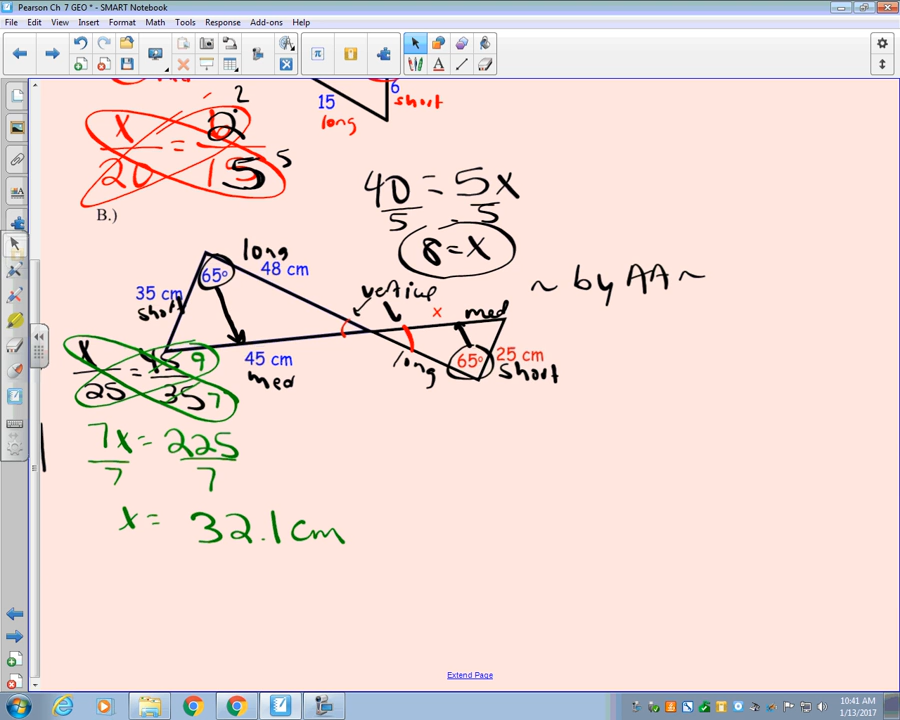 Pearson Ch 7 GEO * - SMART Notebook
File Edit View Insert Format Math Tools Response Add-ons Help
15
long
6
short
x = 2 2
20 15 5 5
40 = 5x
5 5
8 = x
B.)
long
65° 48 cm
35 cm
short
vertical
x med
~ by AA ~
45 cm
med
long
65° 25 cm
short
x = 45 9
25 35 7
7x = 225
7 7
x = 32.1 cm
Extend Page
10:41 AM
1/13/2017